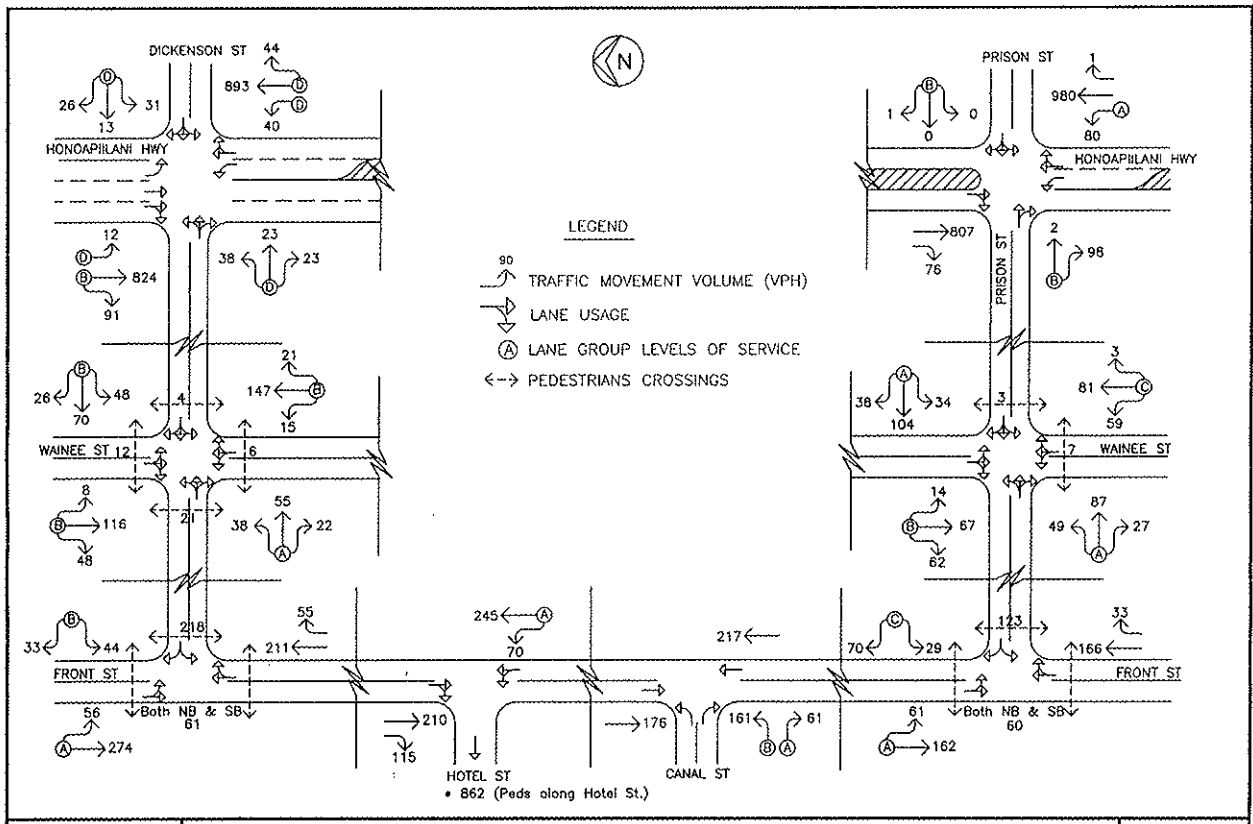 DICKENSON ST
44
893
D
D
D
40
26
31
13
HONOAPIILANI HWY
N
PRISON ST
1
980
A
80
B
1
0
0
HONOAPIILANI HWY
12
D
B
824
91
23
38
23
D
LEGEND
90
TRAFFIC MOVEMENT VOLUME (VPH)
LANE USAGE
A
LANE GROUP LEVELS OF SERVICE
PEDESTRIANS CROSSINGS
807
76
PRISON ST
2
98
B
B
26
48
70
21
147
B
15
4
WAINEE ST
12
6
A
38
34
104
3
81
C
59
3
WAINEE ST
7
8
B
116
48
21
55
38
22
A
14
B
67
62
87
49
27
A
B
33
44
218
55
211
FRONT ST
Both NB & SB
61
56
A
274
245
A
70
210
115
HOTEL ST
• 862 (Peds along Hotel St.)
217
176
CANAL ST
161
61
B
A
C
70
29
123
33
166
FRONT ST
Both NB & SB
60
61
A
162